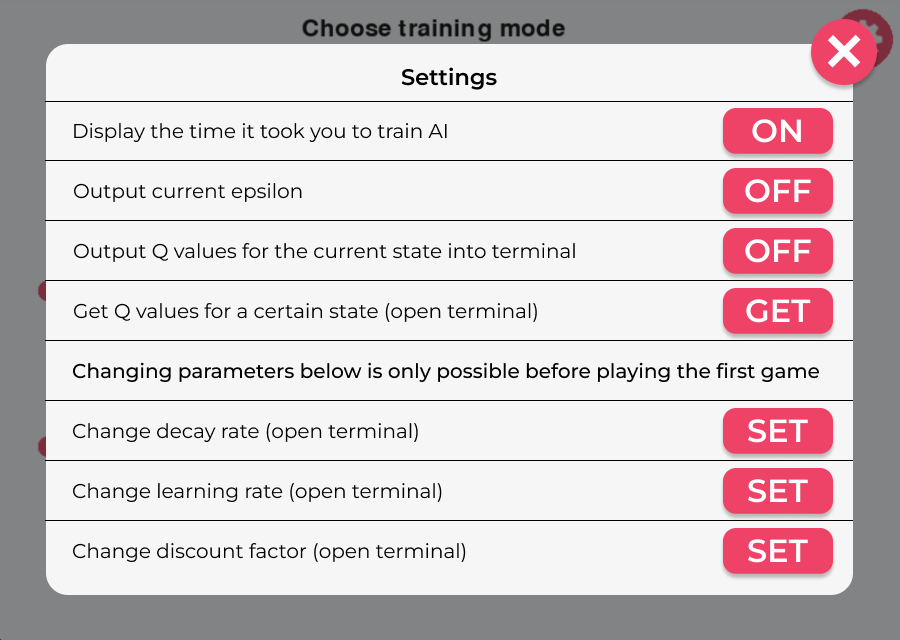 Choose training mode
Settings
Display the time it took you to train AI
ON
Output current epsilon
OFF
Output Q values for the current state into terminal
OFF
Get Q values for a certain state (open terminal)
GET
Changing parameters below is only possible before playing the first game
Change decay rate (open terminal)
SET
Change learning rate (open terminal)
SET
Change discount factor (open terminal)
SET